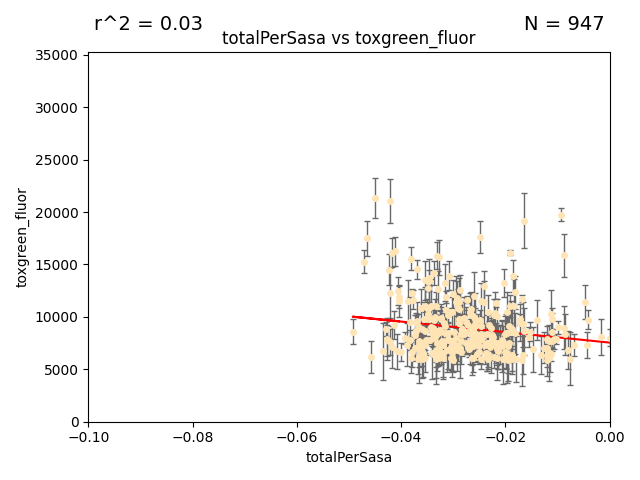 r^2 = 0.03
N = 947
totalPerSasa vs toxgreen_fluor
35000
30000
25000
20000
15000
10000
5000
0
toxgreen_fluor
−0.10
−0.08
−0.06
−0.04
−0.02
0.00
totalPerSasa